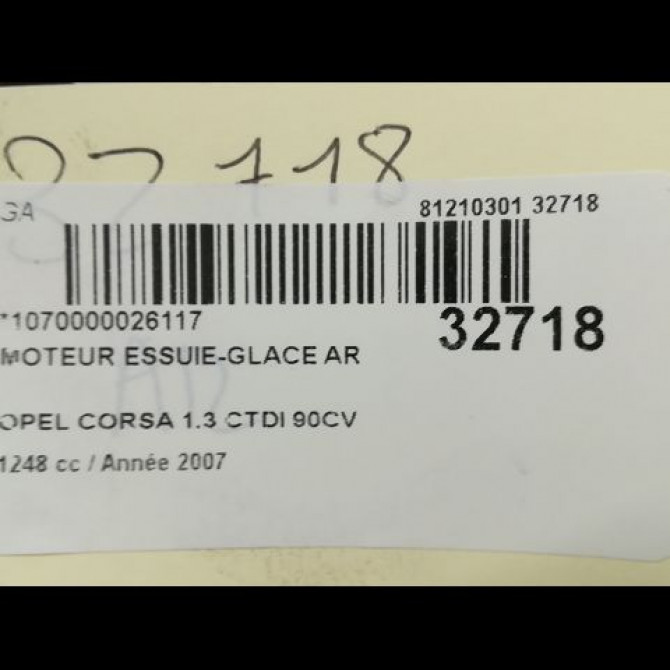 32718
GA
81210301 32718
*1070000026117
32718
MOTEUR ESSUIE-GLACE AR
OPEL CORSA 1.3 CTDI 90CV
1248 cc / Année 2007